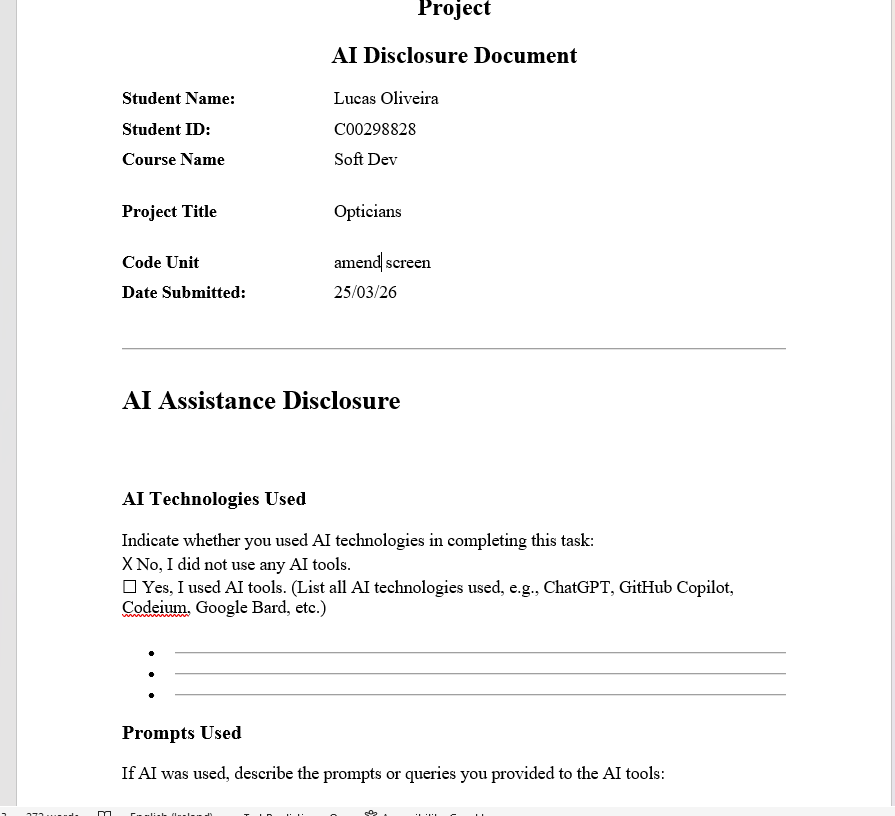 Project
AI Disclosure Document
Student Name: Lucas Oliveira
Student ID: C00298828
Course Name Soft Dev
Project Title Opticians
Code Unit amend screen
Date Submitted: 25/03/26
AI Assistance Disclosure
AI Technologies Used
Indicate whether you used AI technologies in completing this task:
X No, I did not use any AI tools.
☐ Yes, I used AI tools. (List all AI technologies used, e.g., ChatGPT, GitHub Copilot,
Codeium, Google Bard, etc.)
Prompts Used
If AI was used, describe the prompts or queries you provided to the AI tools: